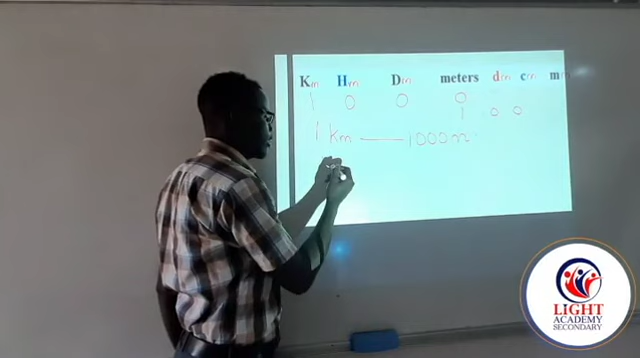 Km Hm Dm meters dm cm mm
1 0 0 0
1 0 0
1 Km — 1000m
LIGHT
ACADEMY
SECONDARY